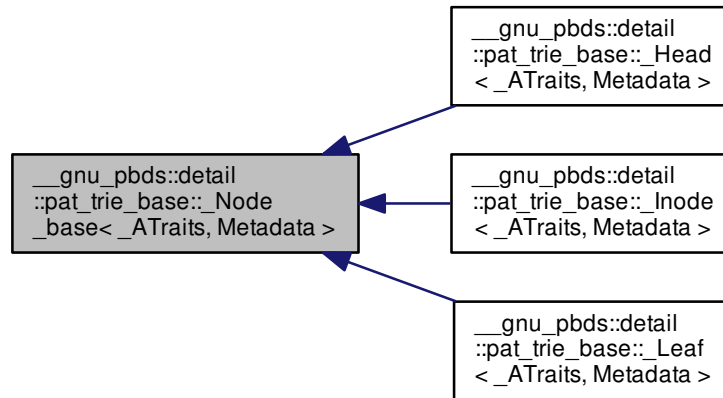 __gnu_pbds::detail
::pat_trie_base::_Head
< _ATraits, Metadata >
__gnu_pbds::detail
::pat_trie_base::_Node
_base< _ATraits, Metadata >
__gnu_pbds::detail
::pat_trie_base::_Inode
< _ATraits, Metadata >
__gnu_pbds::detail
::pat_trie_base::_Leaf
< _ATraits, Metadata >